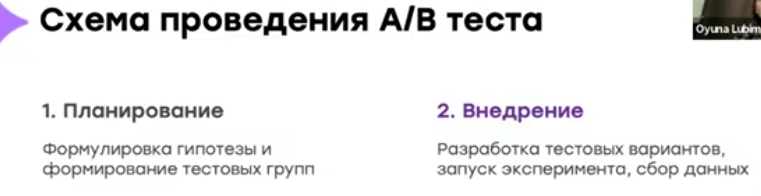 Схема проведения А/В теста
Oyuna Lubim
1. Планирование
Формулировка гипотезы и
формирование тестовых групп
2. Внедрение
Разработка тестовых вариантов,
запуск эксперимента, сбор данных